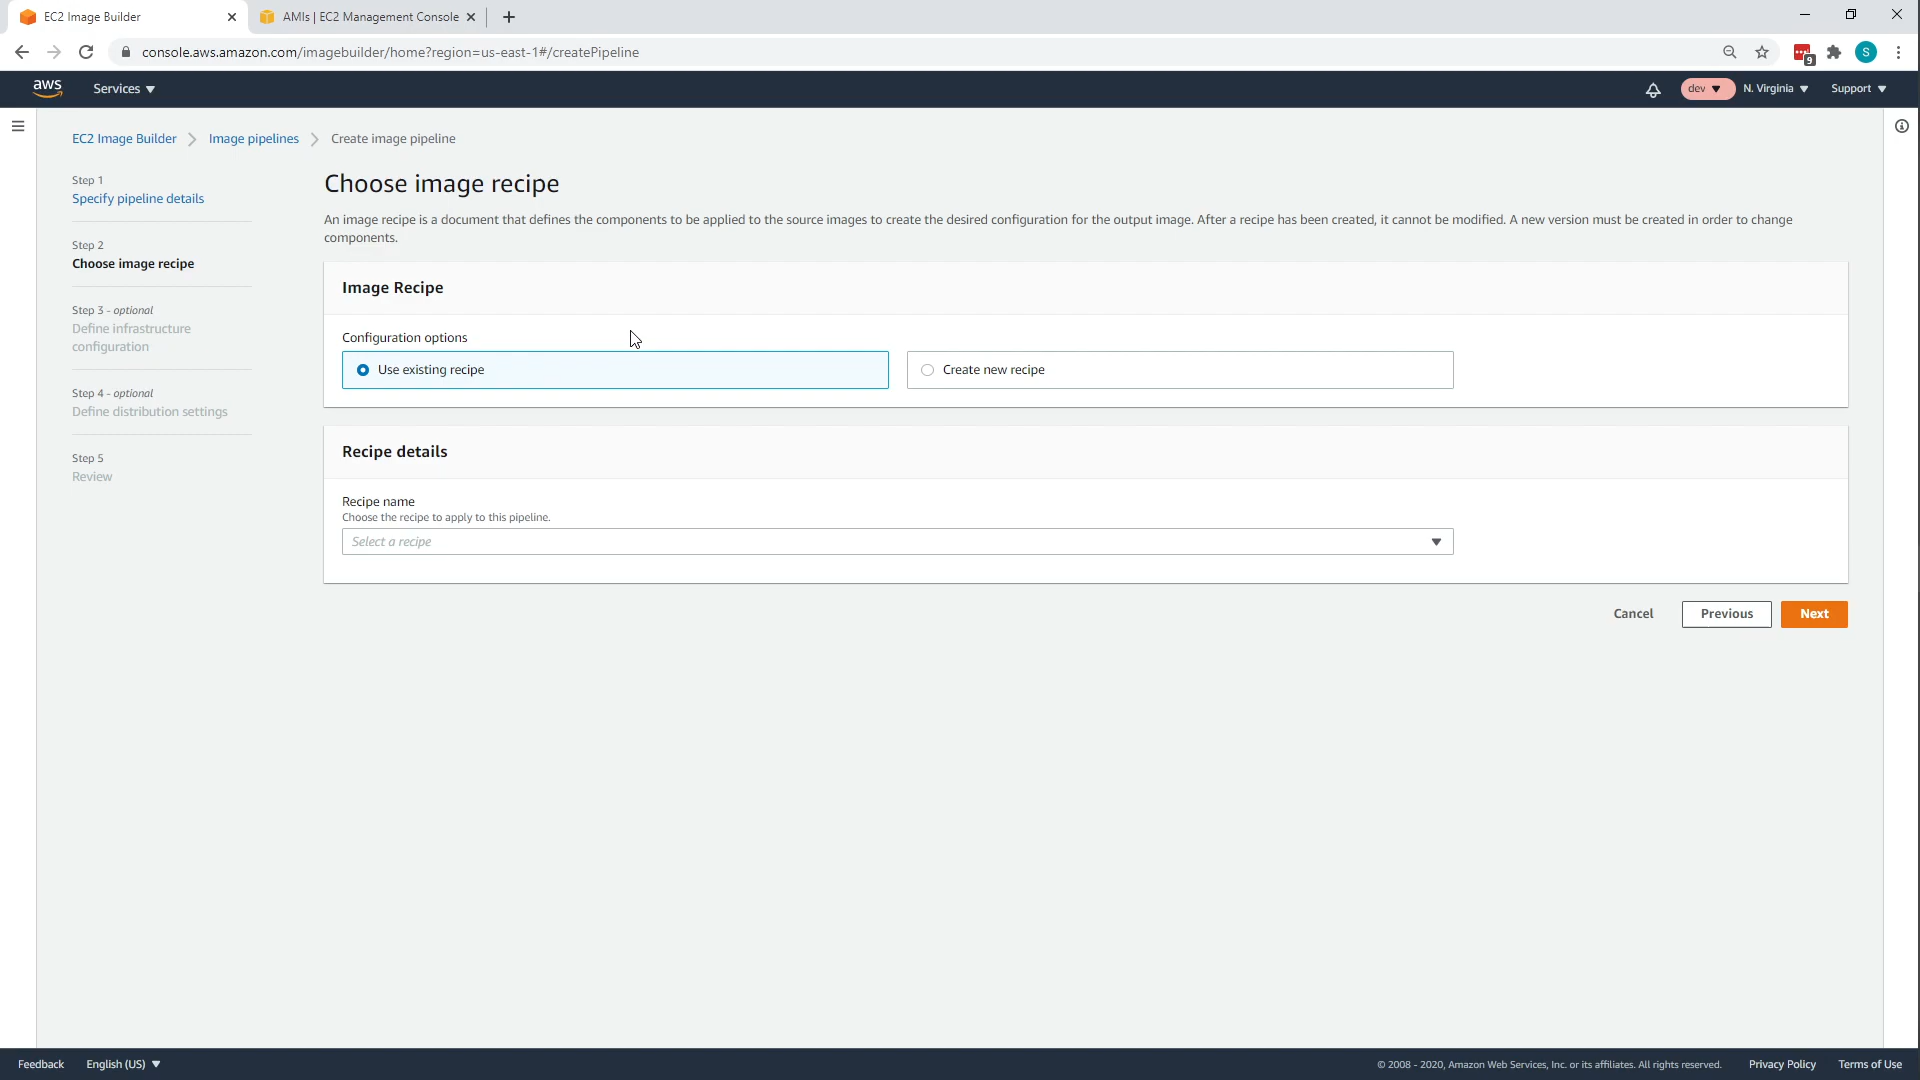 EC2 Image Builder
AMIs | EC2 Management Console
console.aws.amazon.com/imagebuilder/home?region=us-east-1#/createPipeline
9
S
aws
Services
dev
N. Virginia
Support
EC2 Image Builder
Image pipelines
Create image pipeline
Step 1
Specify pipeline details
Step 2
Choose image recipe
Step 3 - optional
Define infrastructure
configuration
Step 4 - optional
Define distribution settings
Step 5
Review
Choose image recipe
An image recipe is a document that defines the components to be applied to the source images to create the desired configuration for the output image. After a recipe has been created, it cannot be modified. A new version must be created in order to change
components.
Image Recipe
Configuration options
Use existing recipe
Create new recipe
Recipe details
Recipe name
Choose the recipe to apply to this pipeline.
Select a recipe
Cancel
Previous
Next
Feedback
English (US)
© 2008 - 2020, Amazon Web Services, Inc. or its affiliates. All rights reserved.
Privacy Policy
Terms of Use